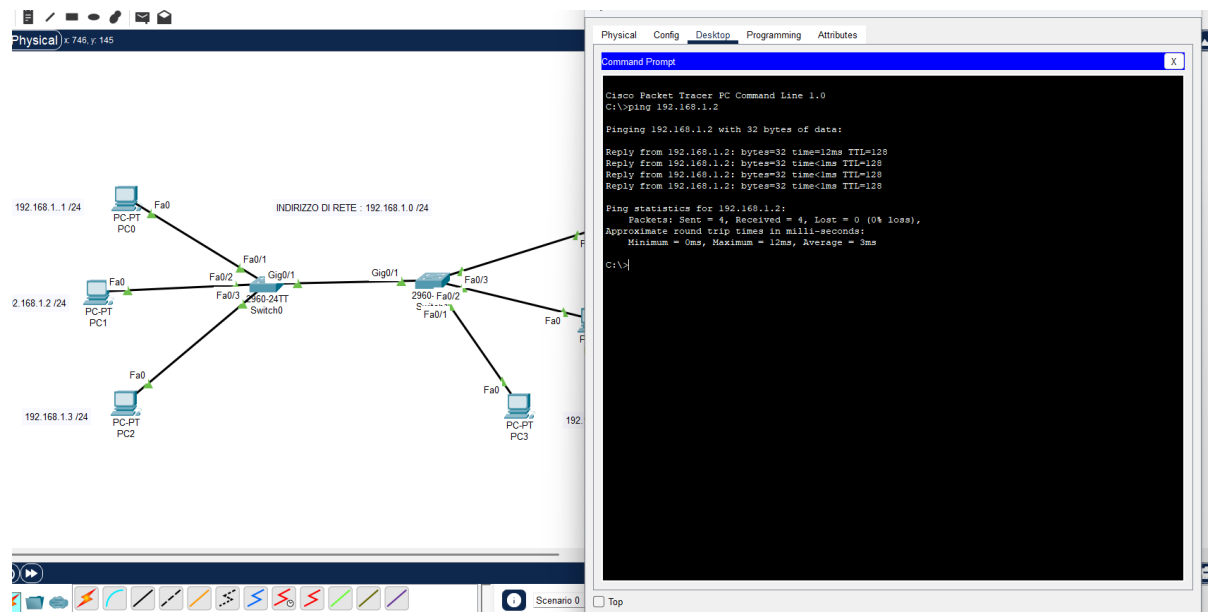 Physical x: 746, y: 145
192.168.1..1 /24
Fa0
PC-PT
PC0
INDIRIZZO DI RETE : 192.168.1.0 /24
Fa0/1
Fa0/2
Gig0/1
Gig0/1
Fa0/3
Fa0
Fa0/3
2960-24TT
Switch0
2960-
Fa0/2
Fa0/1
2.168.1.2 /24
PC-PT
PC1
Fa0
Fa0
Fa0
192.168.1.3 /24
PC-PT
PC2
PC-PT
PC3
192.
Scenario 0
Physical
Config
Desktop
Programming
Attributes
Command Prompt
X
Cisco Packet Tracer PC Command Line 1.0
C:\>ping 192.168.1.2
Pinging 192.168.1.2 with 32 bytes of data:
Reply from 192.168.1.2: bytes=32 time=12ms TTL=128
Reply from 192.168.1.2: bytes=32 time<1ms TTL=128
Reply from 192.168.1.2: bytes=32 time<1ms TTL=128
Reply from 192.168.1.2: bytes=32 time<1ms TTL=128
Ping statistics for 192.168.1.2:
Packets: Sent = 4, Received = 4, Lost = 0 (0% loss),
Approximate round trip times in milli-seconds:
Minimum = 0ms, Maximum = 12ms, Average = 3ms
C:\>
Top